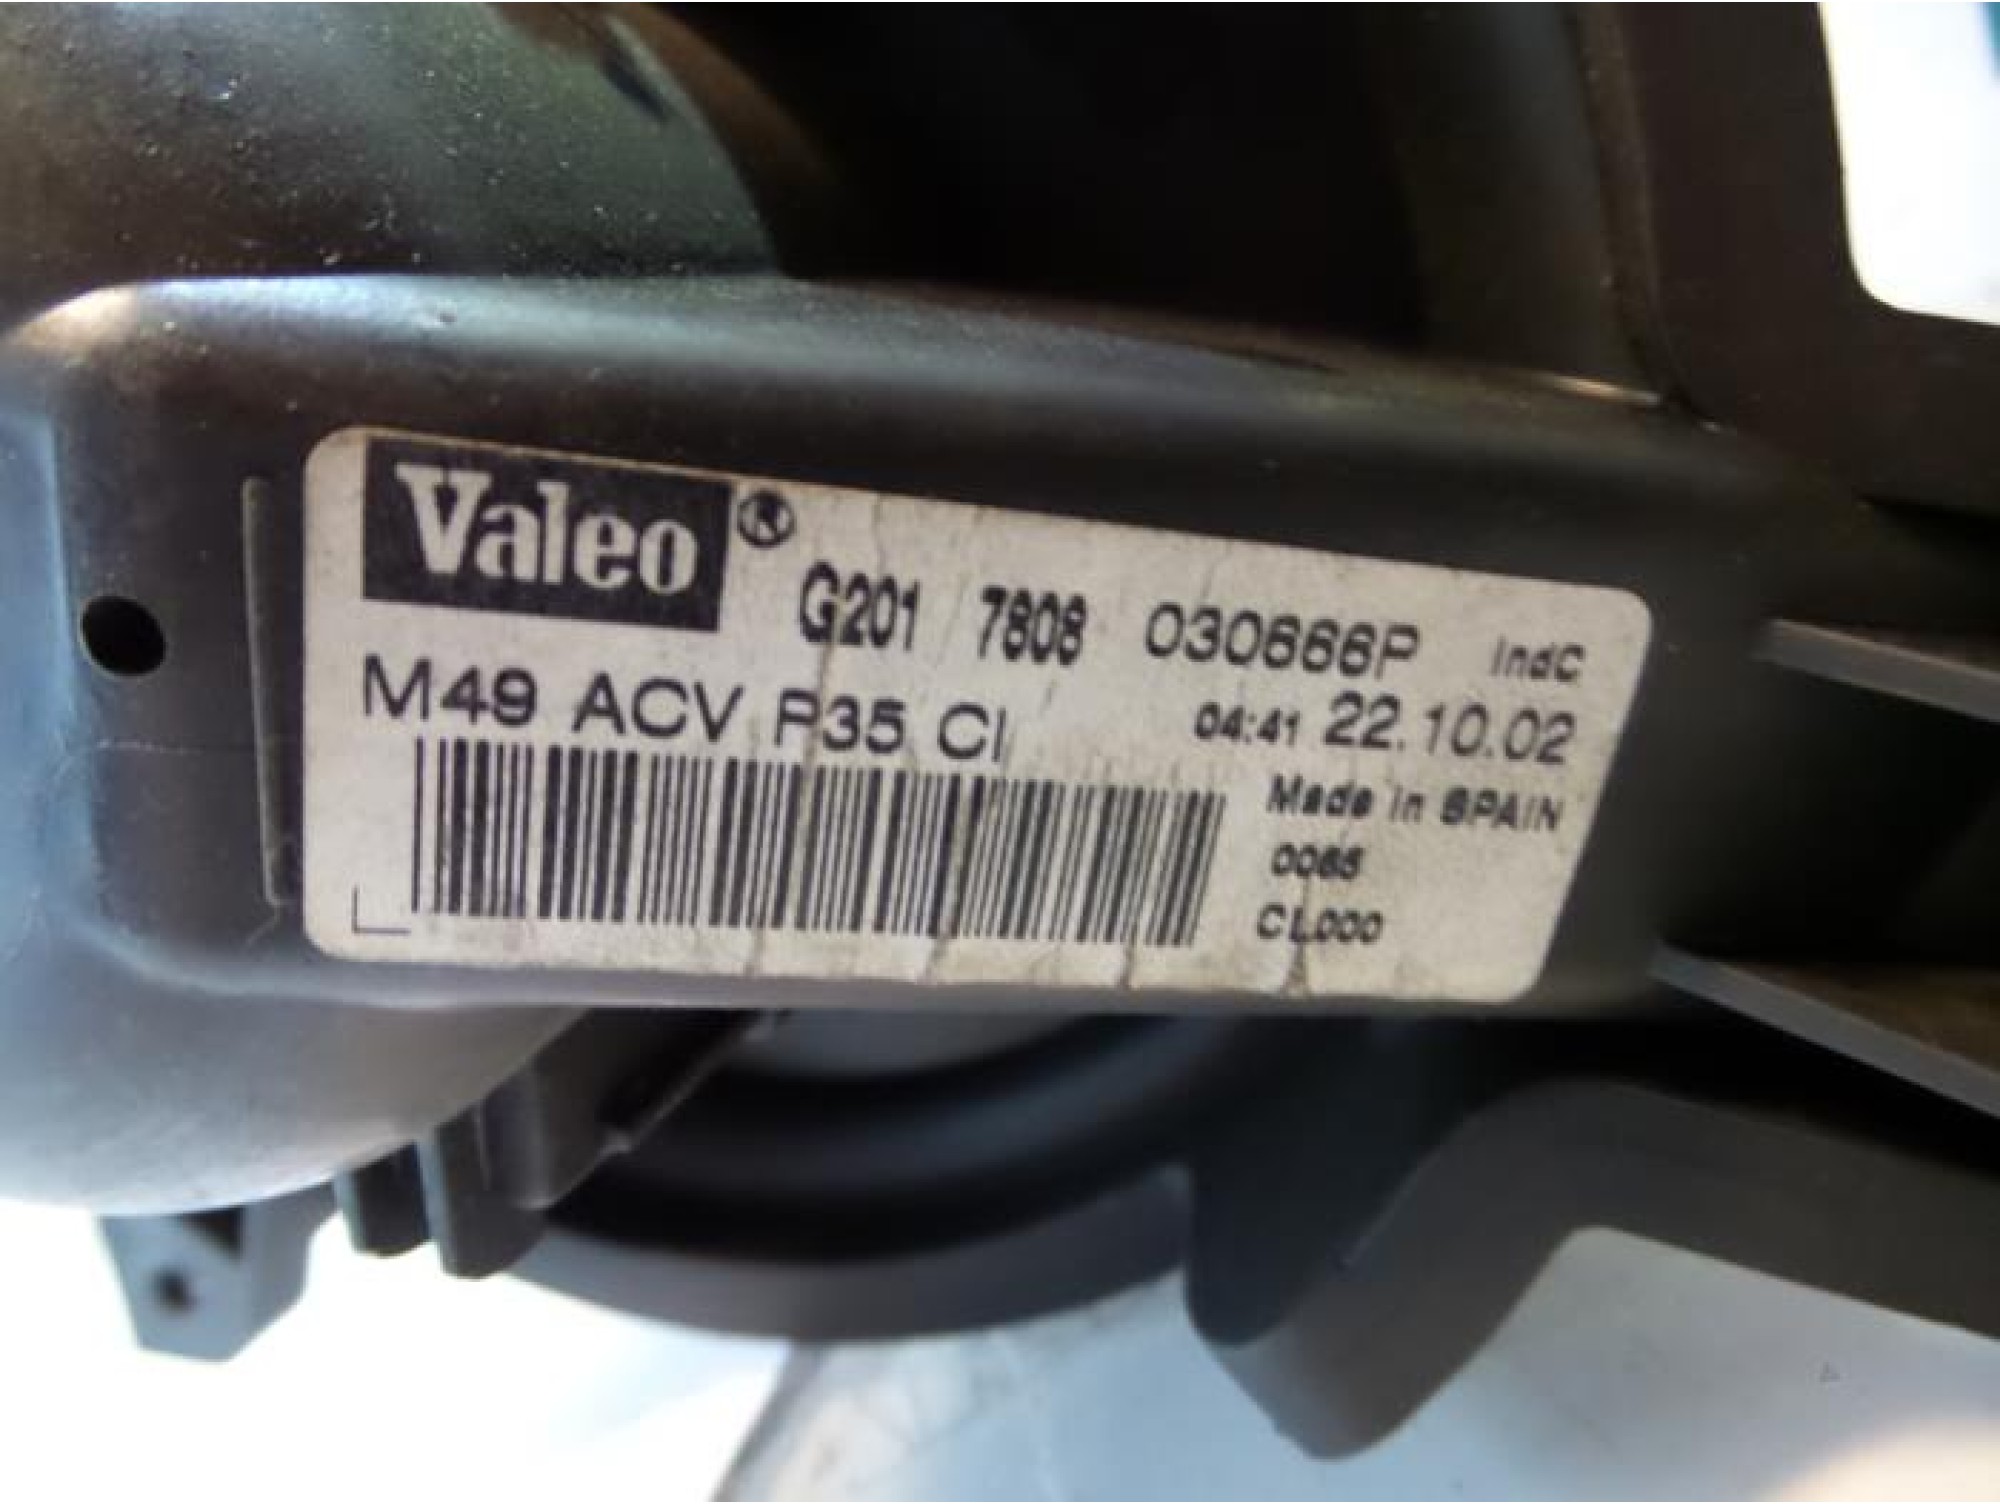 Valeo®
G201 7808 030666P IndC
M49 ACV P35 CI 04:41 22.10.02
Made in SPAIN
0065
CL000